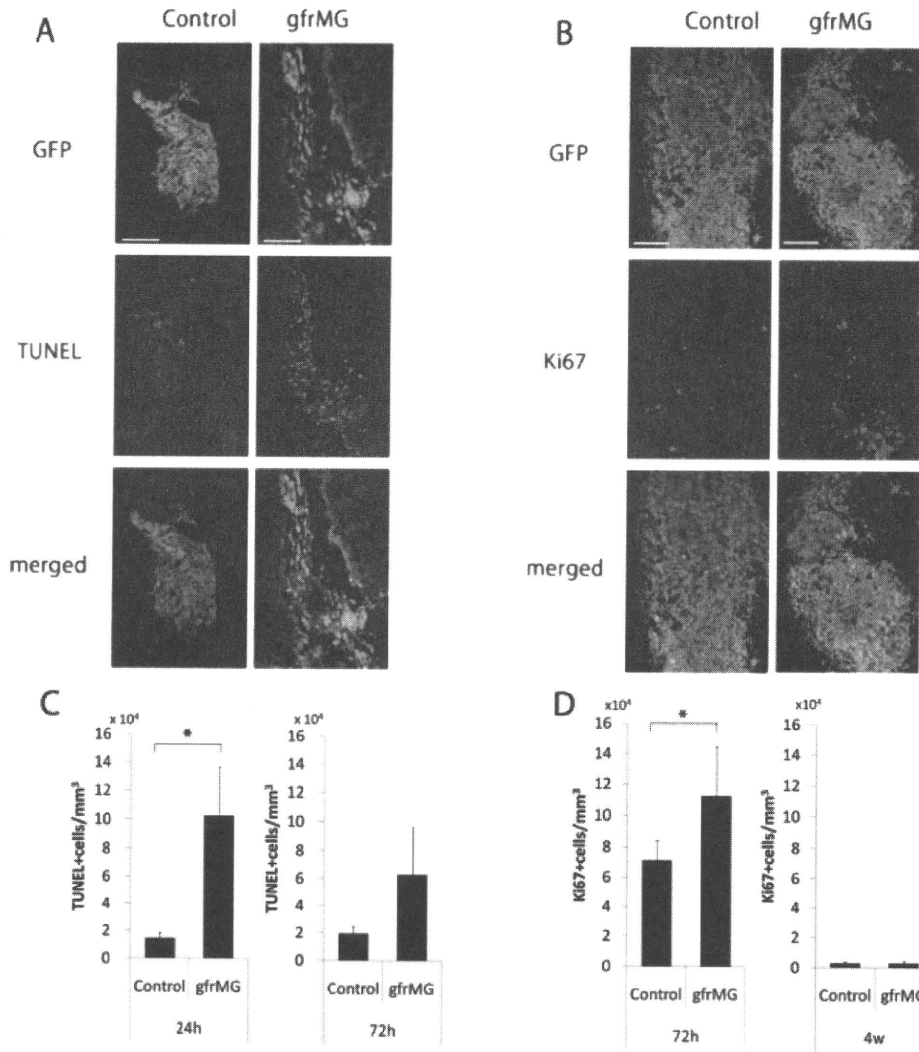 A
Control
gfrMG
GFP
TUNEL
merged
B
Control
gfrMG
GFP
Ki67
merged
C
x 10⁴
TUNEL+cells/mm³
16
14
12
10
8
6
4
2
0
*
Control
gfrMG
24h
x 10⁴
TUNEL+cells/mm³
16
14
12
10
8
6
4
2
0
Control
gfrMG
72h
D
x10⁴
Ki67+cells/mm³
16
14
12
10
8
6
4
2
0
*
Control
gfrMG
72h
x10⁴
Ki67+cells/mm³
16
14
12
10
8
6
4
2
0
Control
gfrMG
4w